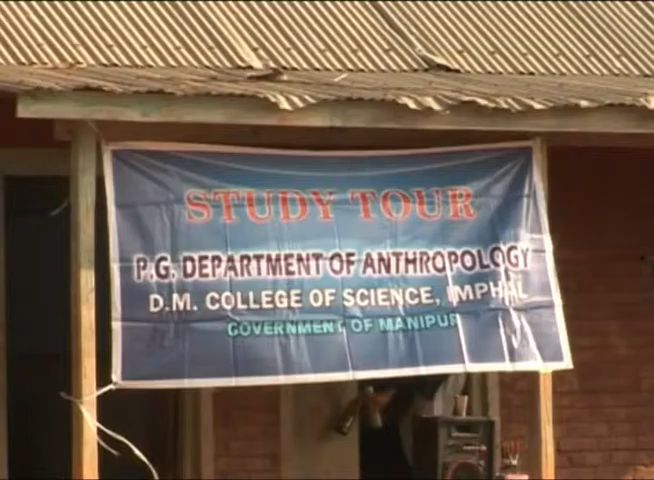 STUDY TOUR
P.G. DEPARTMENT OF ANTHROPOLOGY
D.M. COLLEGE OF SCIENCE, IMPHAL
GOVERNMENT OF MANIPUR